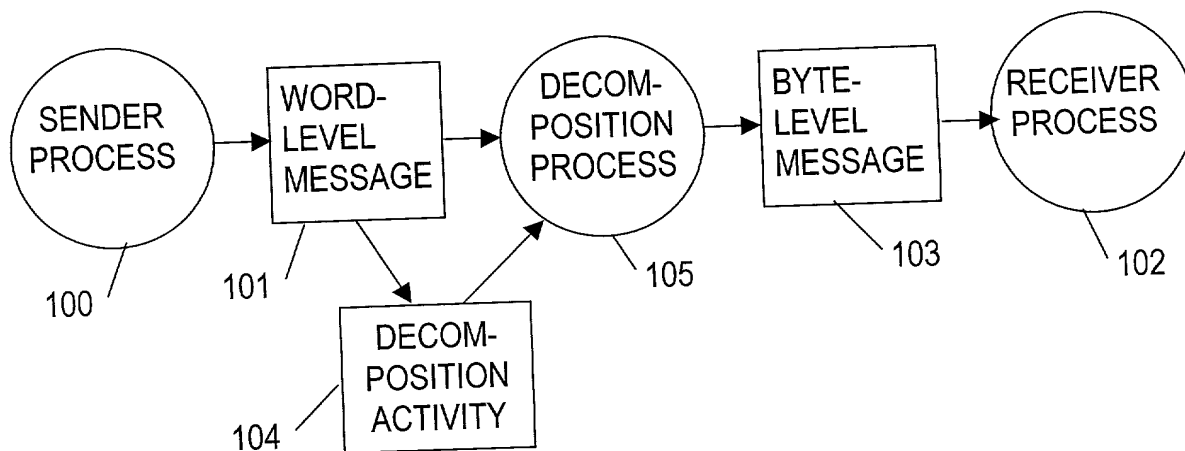 SENDER
PROCESS
WORD-
LEVEL
MESSAGE
DECOM-
POSITION
PROCESS
BYTE-
LEVEL
MESSAGE
RECEIVER
PROCESS
100
101
105
103
102
DECOM-
POSITION
ACTIVITY
104